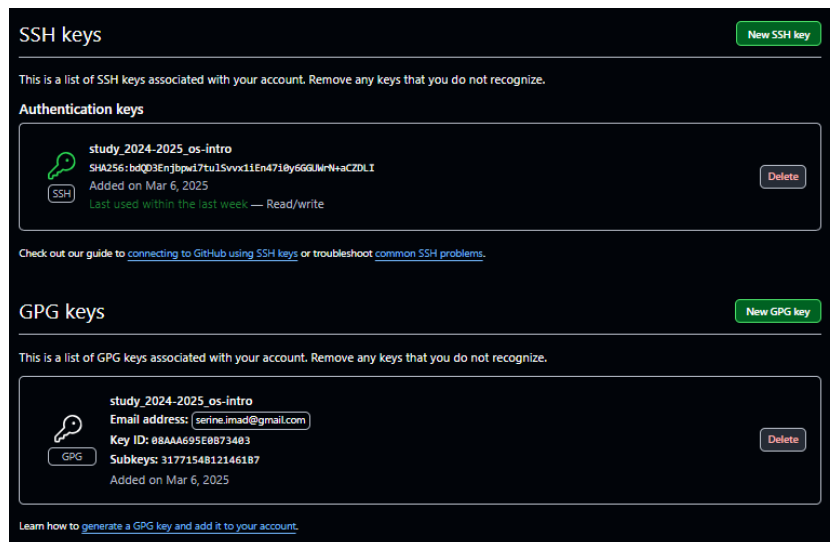 SSH keys
New SSH key
This is a list of SSH keys associated with your account. Remove any keys that you do not recognize.
Authentication keys
study_2024-2025_os-intro
SHA256:bdQD3Enjbpwi7tulSvvx1iEn47i0y6GGUWrN+aCZDLI
SSH
Added on Mar 6, 2025
Last used within the last week — Read/write
Delete
Check out our guide to connecting to GitHub using SSH keys or troubleshoot common SSH problems.
GPG keys
New GPG key
This is a list of GPG keys associated with your account. Remove any keys that you do not recognize.
study_2024-2025_os-intro
Email address: serine.imad@gmail.com
Key ID: 08AAA695E0B73403
GPG
Subkeys: 3177154B121461B7
Added on Mar 6, 2025
Delete
Learn how to generate a GPG key and add it to your account.